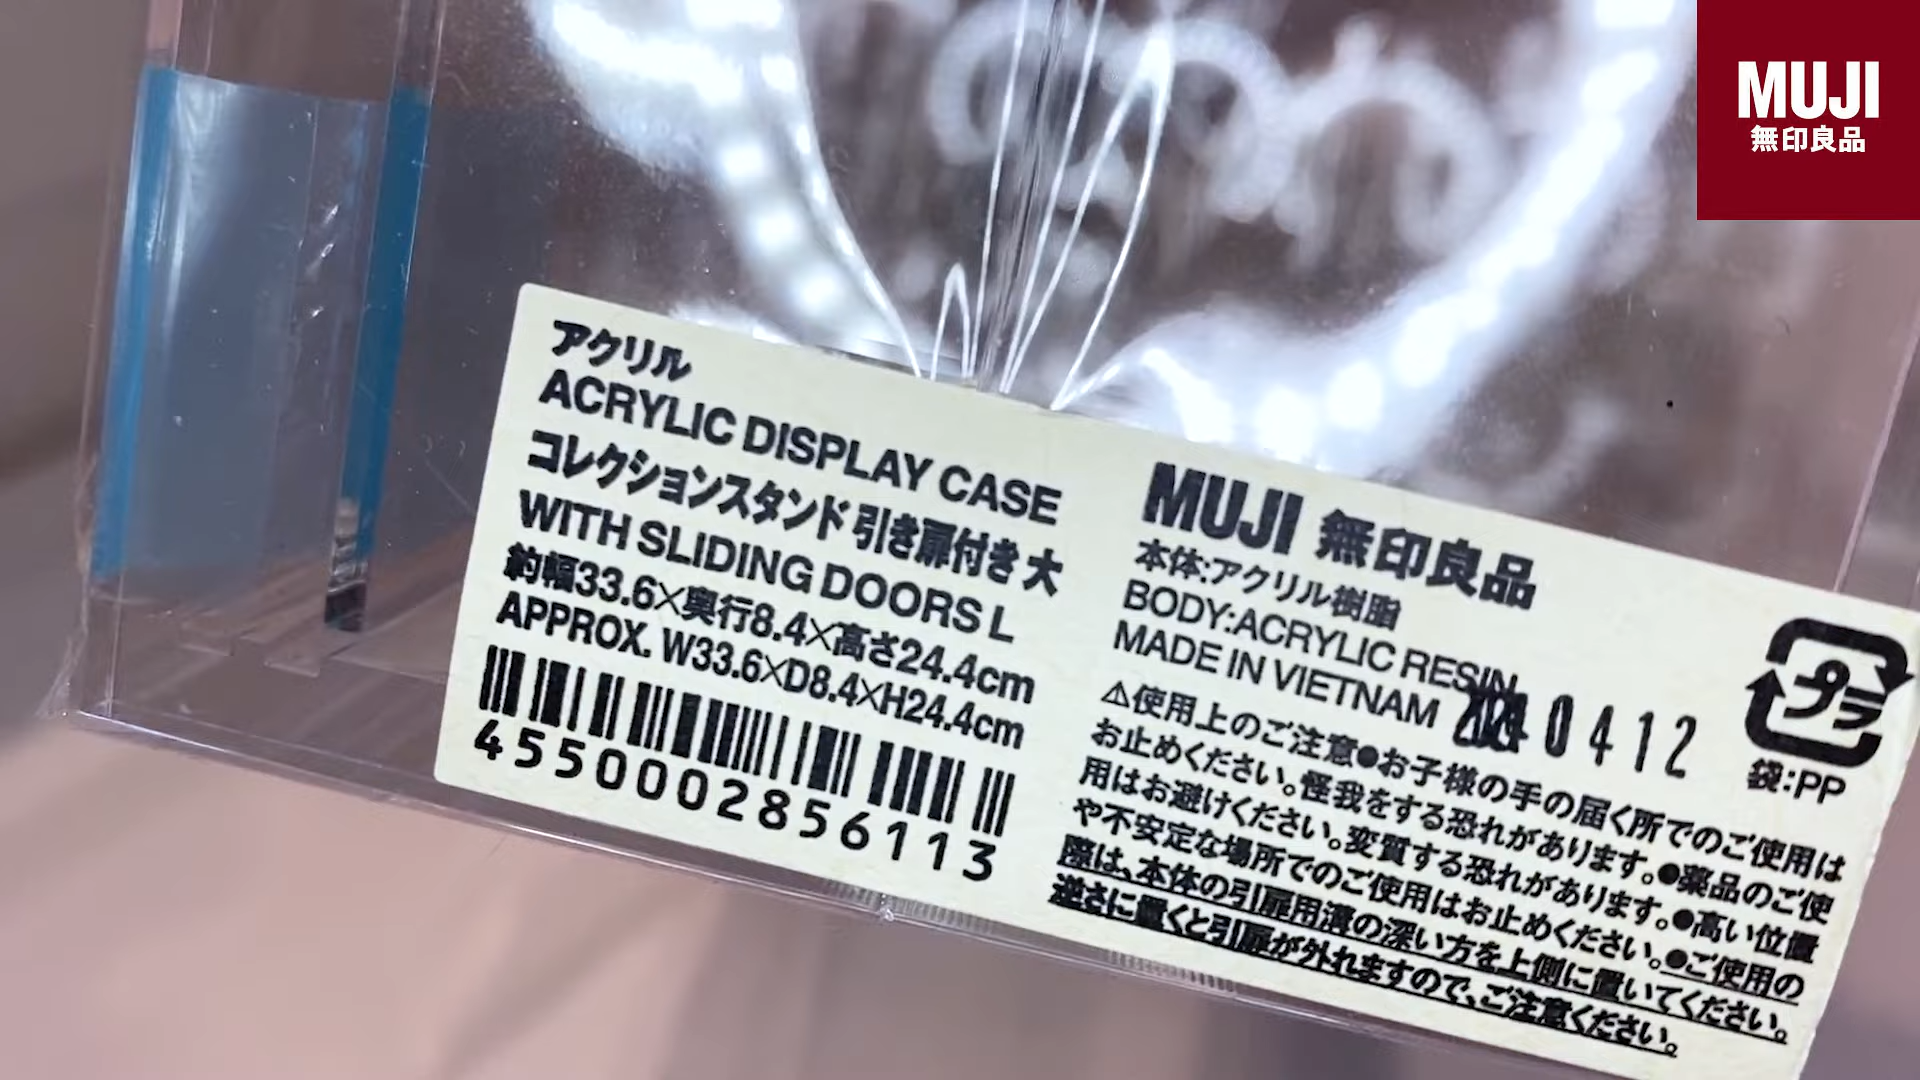 MUJI
無印良品
アクリル
ACRYLIC DISPLAY CASE
コレクションスタンド 引き扉付き 大
WITH SLIDING DOORS L
約幅33.6×奥行8.4×高さ24.4cm
APPROX. W33.6×D8.4×H24.4cm
4550002856113
MUJI 無印良品
本体:アクリル樹脂
BODY:ACRYLIC RESIN
MADE IN VIETNAM
0412
プラ
袋:PP
⚠使用上のご注意●お子様の手の届く所でのご使用は
お止めください。怪我をする恐れがあります。●薬品のご使
用はお避けください。変質する恐れがあります。●高い位置
や不安定な場所でのご使用はお止めください。●ご使用の
際は、本体の引扉用溝の深い方を上側に置いてください。
逆さに置くと引扉が外れますので、ご注意ください。